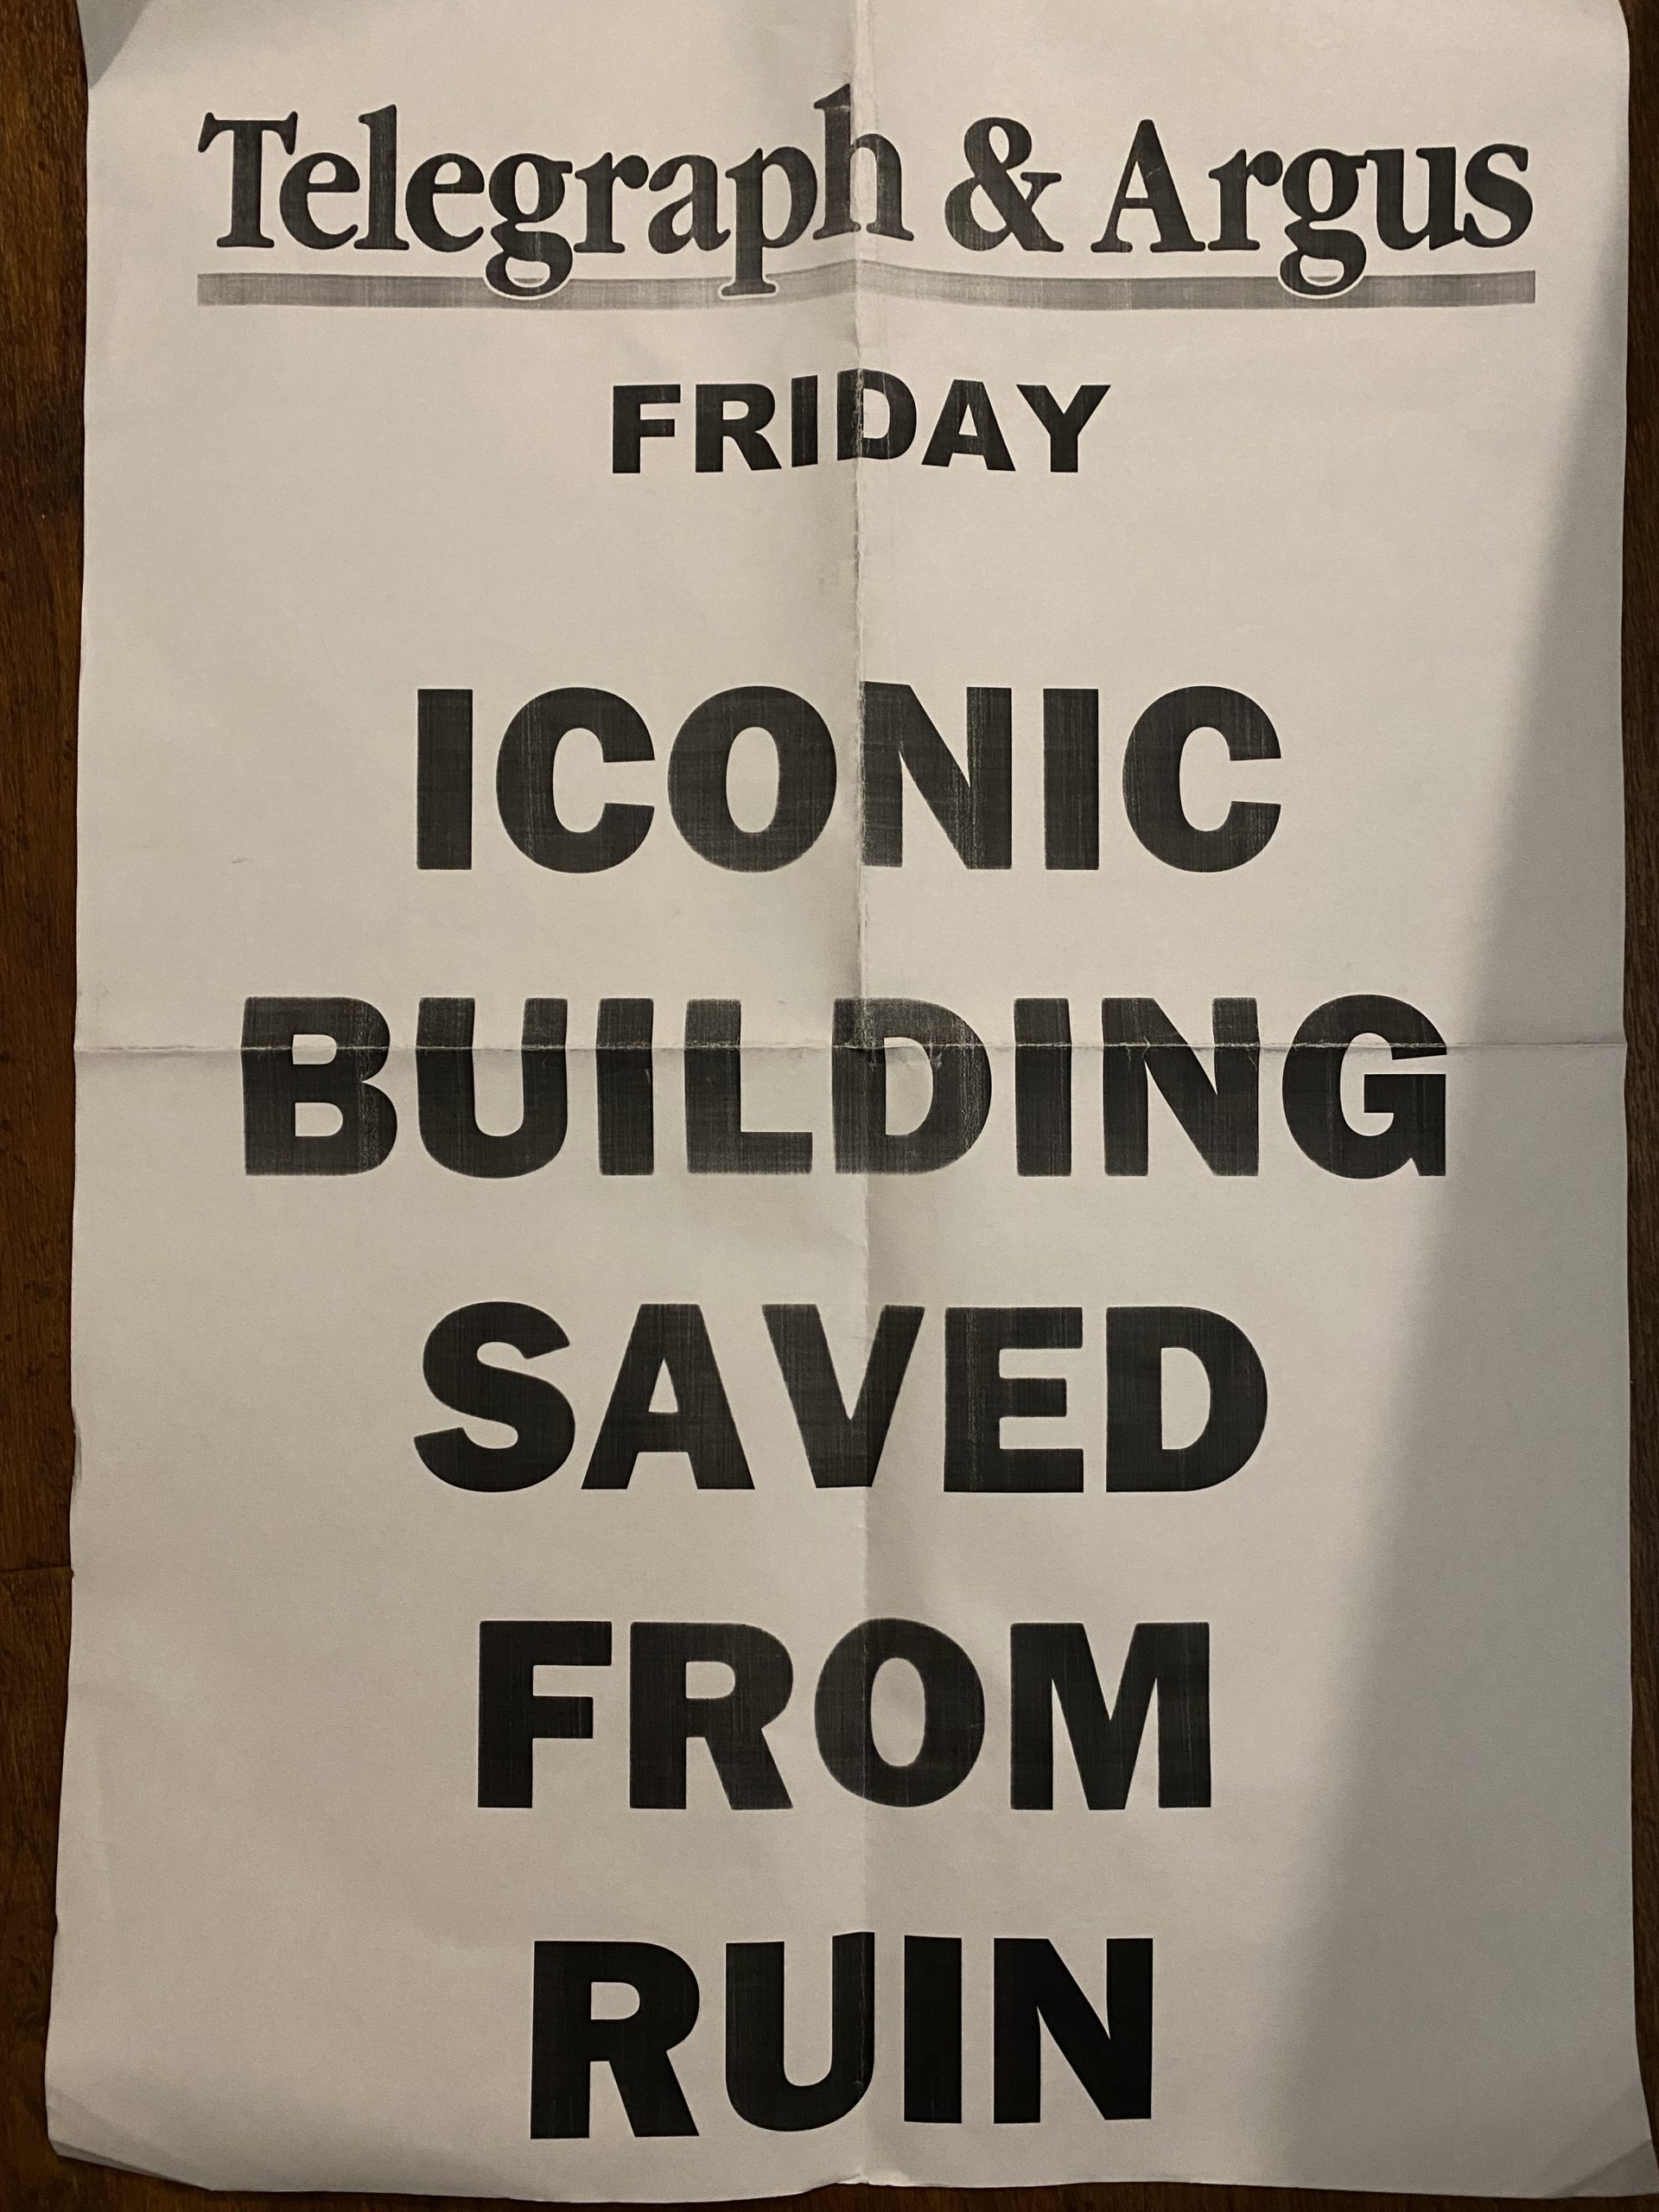 Telegraph & Argus
FRIDAY
ICONIC
BUILDING
SAVED
FROM
RUIN